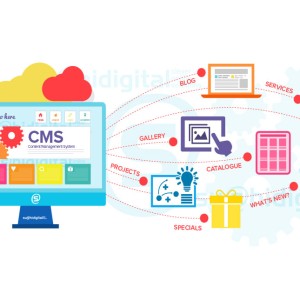 BLOG
SERVICES
CMS
Content Management System
GALLERY
CATALOGUE
PROJECTS
WHAT'S NEW?
SPECIALS